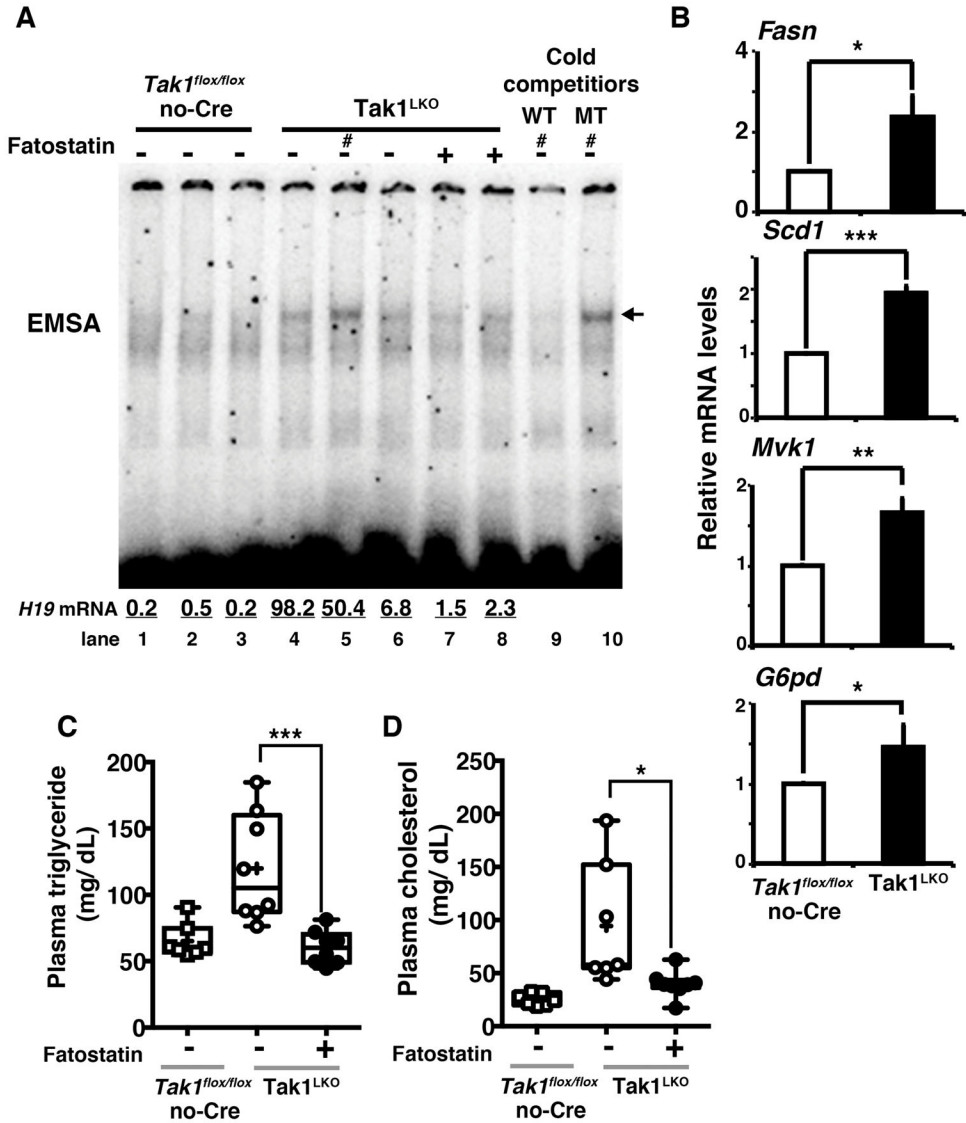 A
Tak1flox/flox
no-Cre
Tak1LKO
Cold
competitiors
WT MT
Fatostatin - - - - # - - + + # - # -
EMSA
H19 mRNA 0.2 0.5 0.2 98.2 50.4 6.8 1.5 2.3
lane 1 2 3 4 5 6 7 8 9 10
B
Relative mRNA levels
Fasn
*
4
2
0
Scd1
***
2
1
0
Mvk1
**
2
1
0
G6pd
*
2
1
0
Tak1flox/flox
no-Cre
Tak1LKO
C
Plasma triglyceride
(mg/ dL)
***
200
150
100
50
0
Fatostatin - - +
Tak1flox/flox
no-Cre
Tak1LKO
D
Plasma cholesterol
(mg/ dL)
*
250
200
150
100
50
0
Fatostatin - - +
Tak1flox/flox
no-Cre
Tak1LKO